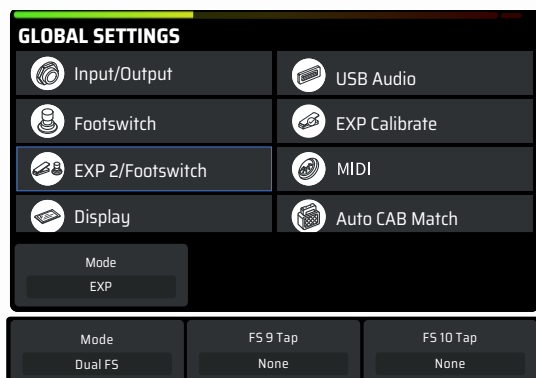 GLOBAL SETTINGS
Input/Output
USB Audio
Footswitch
EXP Calibrate
EXP 2/Footswitch
MIDI
Display
Auto CAB Match
Mode
EXP
Mode
FS 9 Tap
FS 10 Tap
Dual FS
None
None